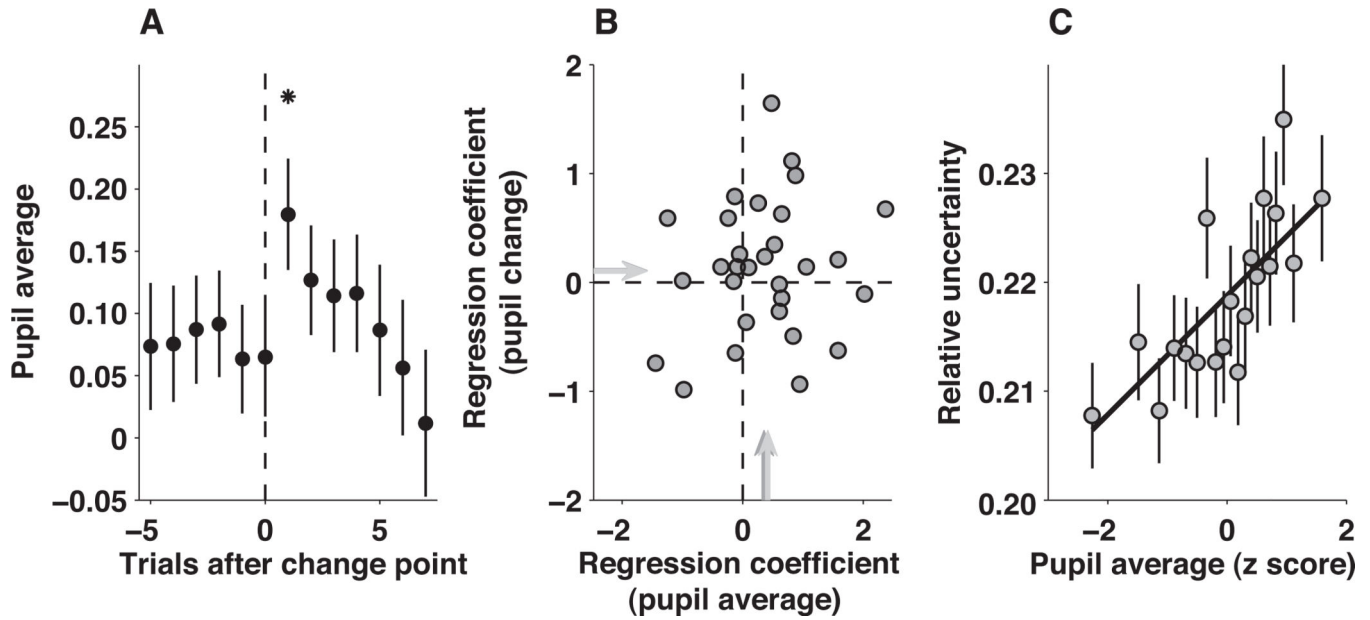 A
Pupil average
0.25
0.20
0.15
0.10
0.05
0
−0.05
*
−5
0
5
Trials after change point
B
Regression coefficient
(pupil change)
2
1
0
−1
−2
−2
0
2
Regression coefficient
(pupil average)
C
Relative uncertainty
0.23
0.22
0.21
0.20
−2
0
2
Pupil average (z score)